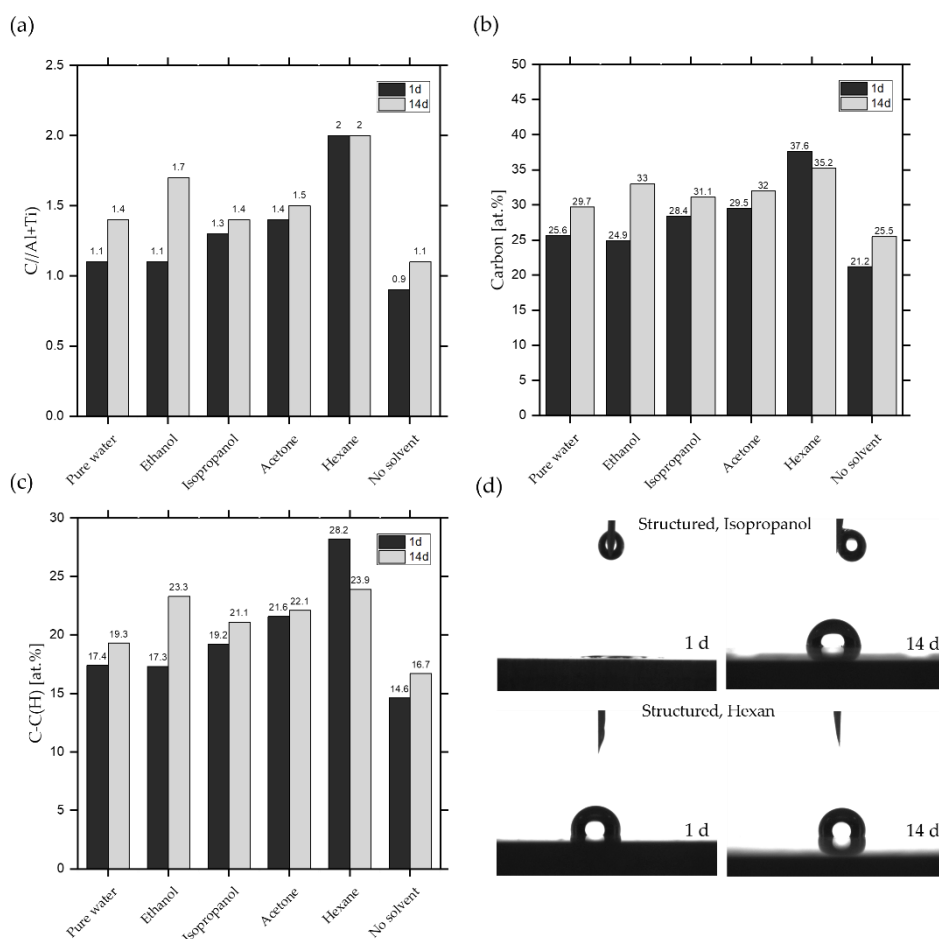 (a)
2.5
2.0
1.5
1.0
0.5
0.0
C//Al+Ti
1d
14d
1.1
1.4
1.1
1.7
1.3
1.4
1.4
1.5
2
2
0.9
1.1
Pure water
Ethanol
Isopropanol
Acetone
Hexane
No solvent
(b)
50
45
40
35
30
25
20
15
10
5
0
Carbon [at.%]
1d
14d
25.6
29.7
24.9
33
28.4
31.1
29.5
32
37.6
35.2
21.2
25.5
Pure water
Ethanol
Isopropanol
Acetone
Hexane
No solvent
(c)
30
25
20
15
10
5
0
C-C(H) [at.%]
1d
14d
17.4
19.3
17.3
23.3
19.2
21.1
21.6
22.1
28.2
23.9
14.6
16.7
Pure water
Ethanol
Isopropanol
Acetone
Hexane
No solvent
(d)
Structured, Isopropanol
1 d
14 d
Structured, Hexan
1 d
14 d